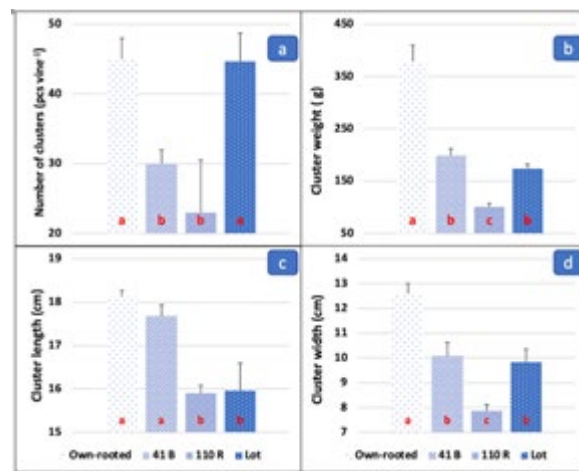 50
40
30
20
Number of clusters (pcs vine⁻¹)
a
a b b a
450
350
250
150
50
Cluster weight ( g)
b
a b c b
19
18
17
16
15
Cluster length (cm)
c
a a b b
Own-rooted 41 B 110 R Lot
14
13
12
11
10
9
8
7
Cluster width (cm)
d
a b c b
Own-rooted 41 B 110 R Lot